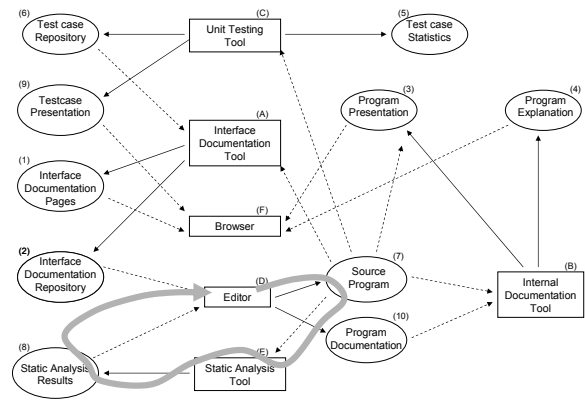 (6)
Test case
Repository
(C)
Unit Testing
Tool
(5)
Test case
Statistics
(9)
Testcase
Presentation
(A)
Interface
Documentation
Tool
(3)
Program
Presentation
(4)
Program
Explanation
(1)
Interface
Documentation
Pages
(F)
Browser
(2)
Interface
Documentation
Repository
(D)
Editor
(7)
Source
Program
(B)
Internal
Documentation
Tool
(10)
Program
Documentation
(8)
Static Analysis
Results
(E)
Static Analysis
Tool